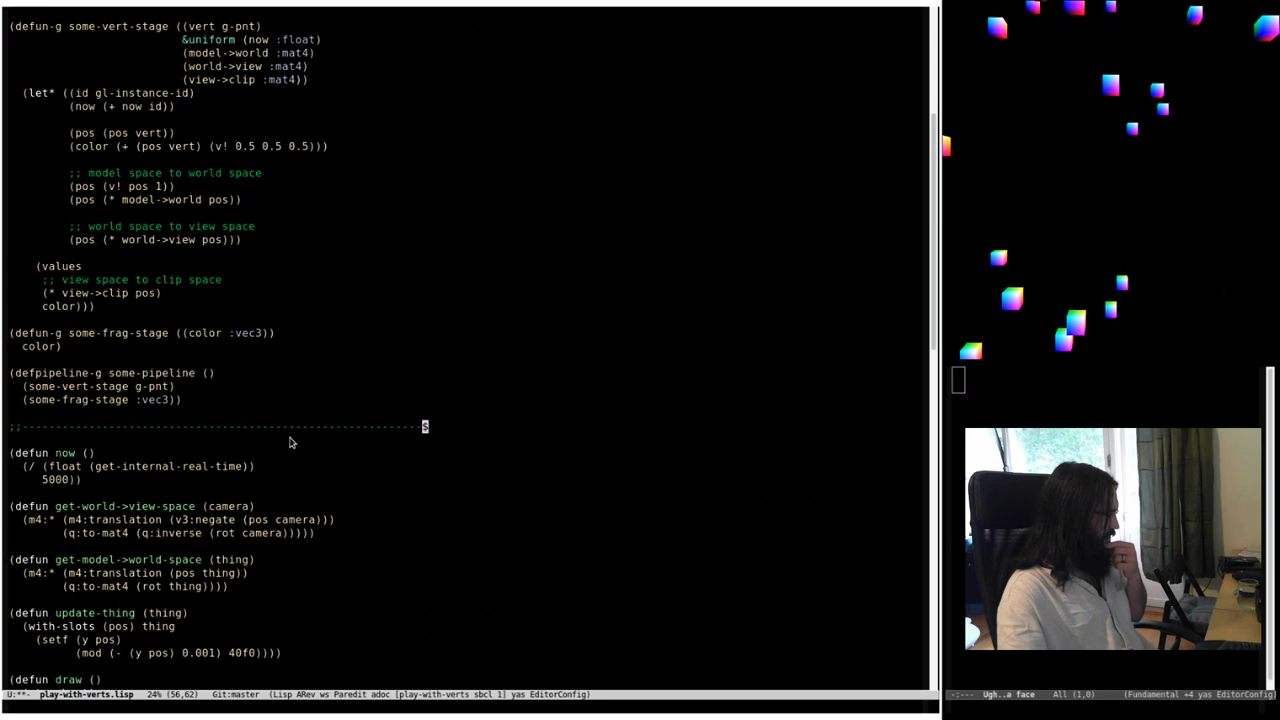 (defun-g some-vert-stage ((vert g-pnt)
&uniform (now :float)
(model->world :mat4)
(world->view :mat4)
(view->clip :mat4))
(let* ((id gl-instance-id)
(now (+ now id))
(pos (pos vert))
(color (+ (pos vert) (v! 0.5 0.5 0.5)))
;; model space to world space
(pos (v! pos 1))
(pos (* model->world pos))
;; world space to view space
(pos (* world->view pos)))
(values
;; view space to clip space
(* view->clip pos)
color)))
(defun-g some-frag-stage ((color :vec3))
color)
(defpipeline-g some-pipeline ()
(some-vert-stage g-pnt)
(some-frag-stage :vec3))
;;------------------------------------------------------------$
(defun now ()
(/ (float (get-internal-real-time))
5000))
(defun get-world->view-space (camera)
(m4:* (m4:translation (v3:negate (pos camera)))
(q:to-mat4 (q:inverse (rot camera)))))
(defun get-model->world-space (thing)
(m4:* (m4:translation (pos thing))
(q:to-mat4 (rot thing))))
(defun update-thing (thing)
(with-slots (pos) thing
(setf (y pos)
(mod (- (y pos) 0.001) 40f0))))
(defun draw ()
U:**- play-with-verts.lisp 24% (56,62) Git:master (Lisp ARev ws Paredit adoc [play-with-verts sbcl 1] yas EditorConfig)
-:--- Ugh..a face All (1,0) (Fundamental +4 yas EditorConfig)